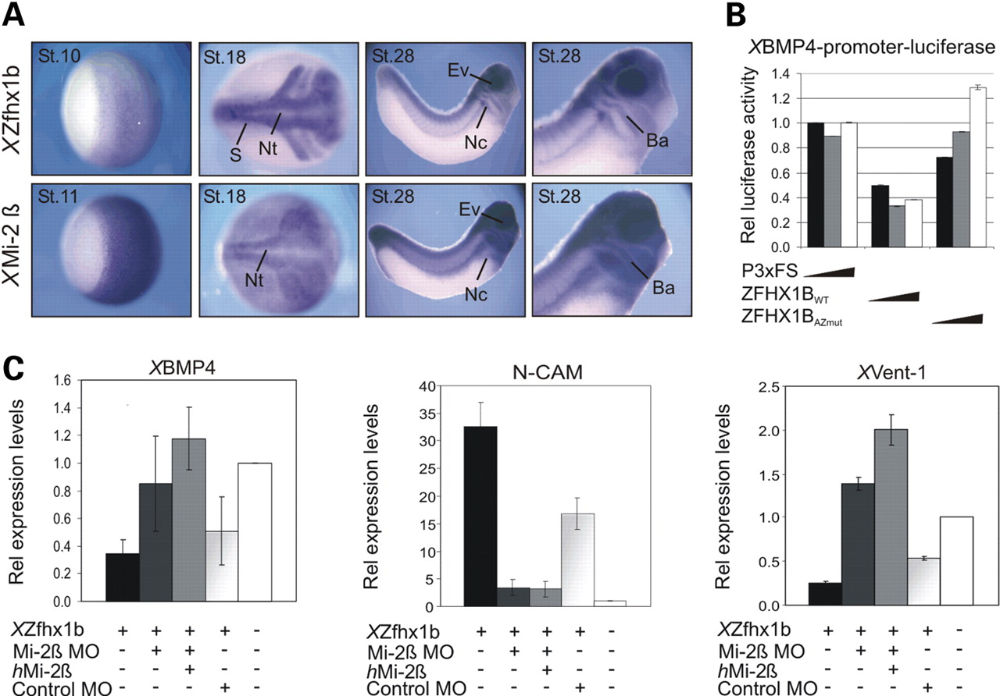 A
XZfhx1b
St.10
St.18
S
Nt
St.28
Ev
Nc
St.28
Ba
XMi-2 ß
St.11
St.18
Nt
St.28
Ev
Nc
St.28
Ba
B
XBMP4-promoter-luciferase
Rel luciferase activity
1.4
1.2
1.0
0.8
0.6
0.4
0.2
0.0
P3xFS
ZFHX1BWT
ZFHX1BAZmut
C
XBMP4
Rel expression levels
1.6
1.4
1.2
1.0
0.8
0.6
0.4
0.2
0.0
XZfhx1b + + + + -
Mi-2ß MO - + + - -
hMi-2ß - - + - -
Control MO - - - + -
N-CAM
Rel expression levels
40
35
30
25
20
15
10
5
0
XZfhx1b + + + + -
Mi-2ß MO - + + - -
hMi-2ß - - + - -
Control MO - - - + -
XVent-1
Rel expression levels
2.5
2.0
1.5
1.0
0.5
0.0
XZfhx1b + + + + -
Mi-2ß MO - + + - -
hMi-2ß - - + - -
Control MO - - - + -